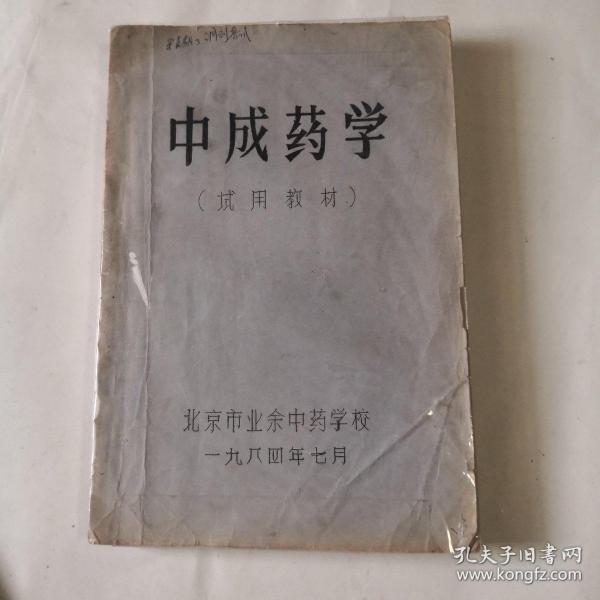 中成药学
(试用教材)
北京市业余中药学校
一九八四年七月
孔夫子旧书网
www.kongfz.com